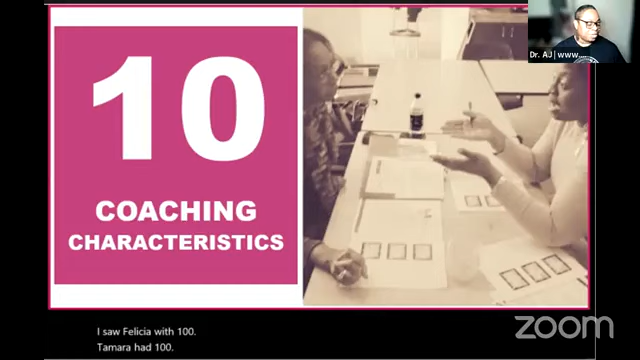 10
COACHING
CHARACTERISTICS
Dr. AJ | www....
I saw Felicia with 100.
Tamara had 100.
zoom